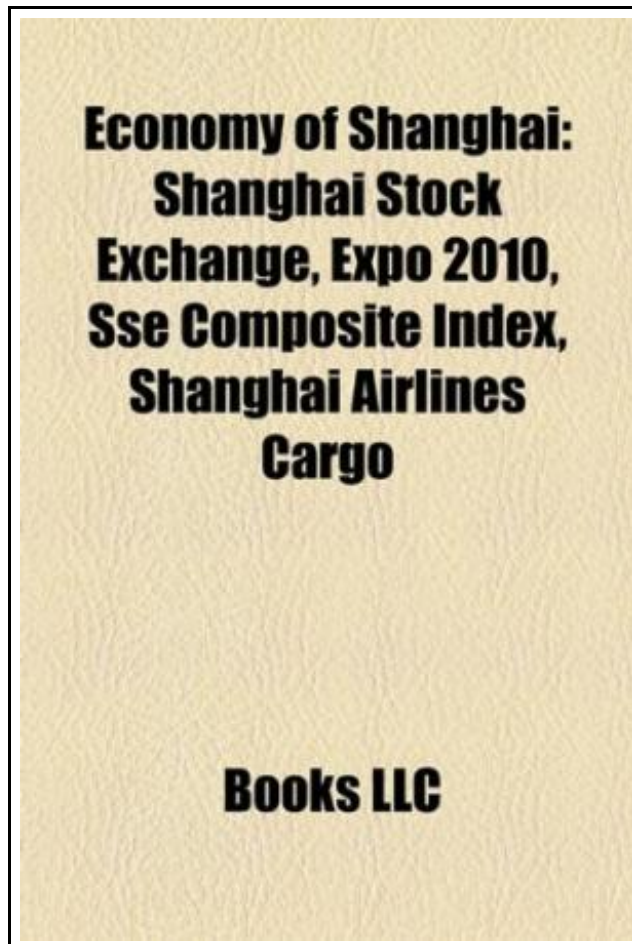 Economy of Shanghai:
Shanghai Stock
Exchange, Expo 2010,
Sse Composite Index,
Shanghai Airlines
Cargo
Books LLC